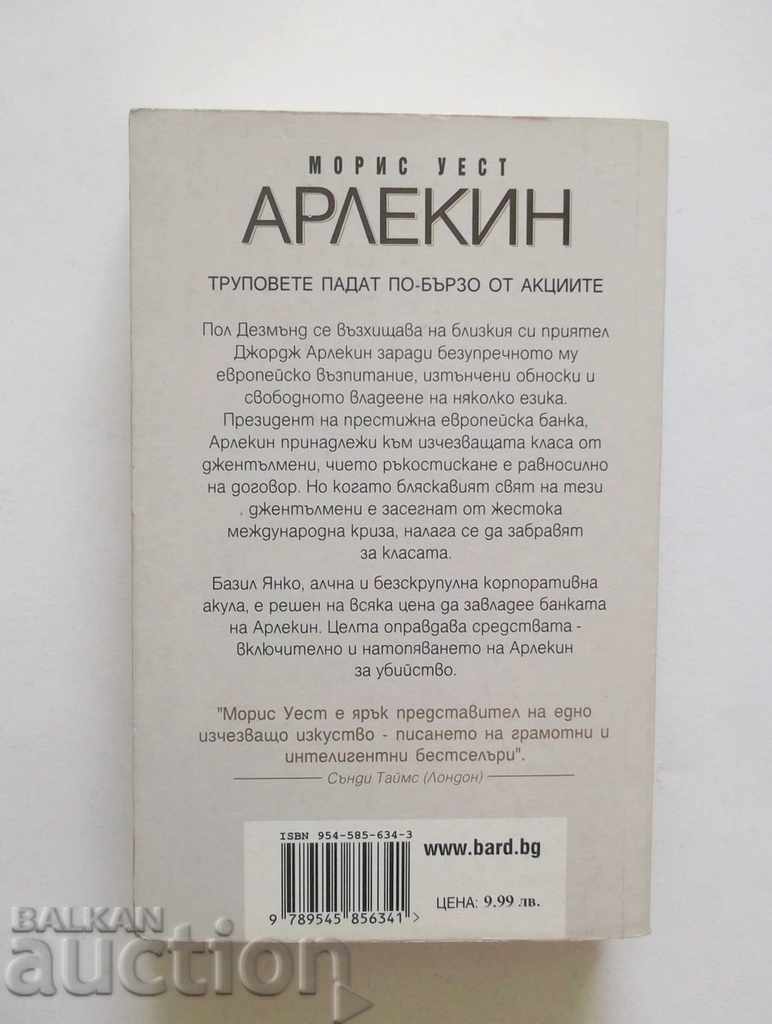 МОРИС УЕСТ
АРЛЕКИН
ТРУПОВЕТЕ ПАДАТ ПО-БЪРЗО ОТ АКЦИИТЕ
Пол Дезмънд се възхищава на близкия си приятел
Джордж Арлекин заради безупречното му
европейско възпитание, изтънчени обноски и
свободното владеене на няколко езика.
Президент на престижна европейска банка,
Арлекин принадлежи към изчезващата класа от
джентълмени, чието ръкостискане е равносилно
на договор. Но когато бляскавият свят на тези
джентълмени е засегнат от жестока
международна криза, налага се да забравят
за класата.
Базил Янко, алчна и безскрупулна корпоративна
акула, е решен на всяка цена да завладее банката
на Арлекин. Целта оправдава средствата -
включително и натопяването на Арлекин
за убийство.
"Морис Уест е ярък представител на едно
изчезващо изкуство - писането на грамотни и
интелигентни бестселъри".
Сънди Таймс (Лондон)
ISBN 954-585-634-3
9 789545 856341 >
www.bard.bg
ЦЕНА: 9.99 лв.
BALKAN
auction